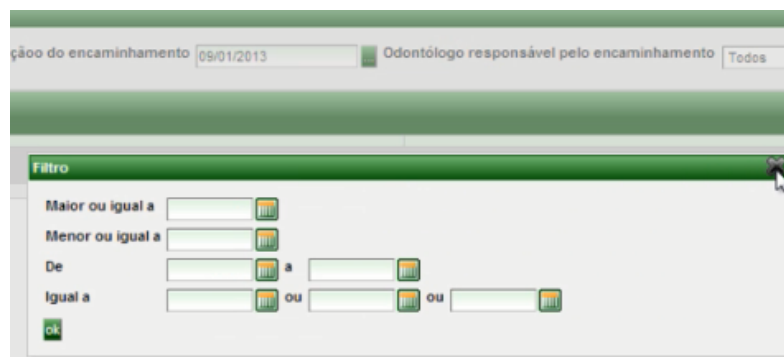 çãoo do encaminhamento 09/01/2013 ... Odontólogo responsável pelo encaminhamento Todos
Filtro
Maior ou igual a
Menor ou igual a
De a
Igual a ou ou
ok